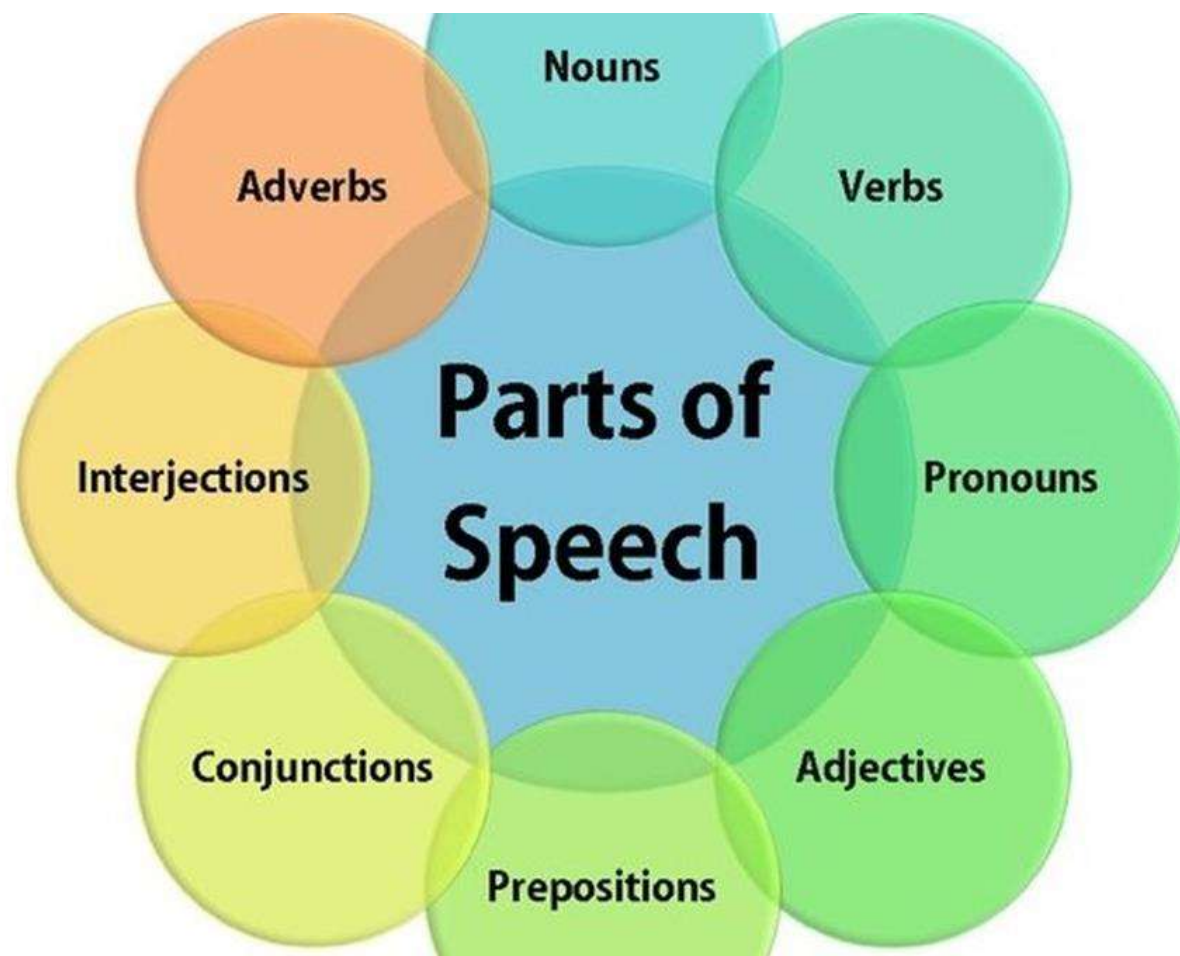 Nouns
Adverbs
Verbs
Parts of
Speech
Interjections
Pronouns
Conjunctions
Adjectives
Prepositions